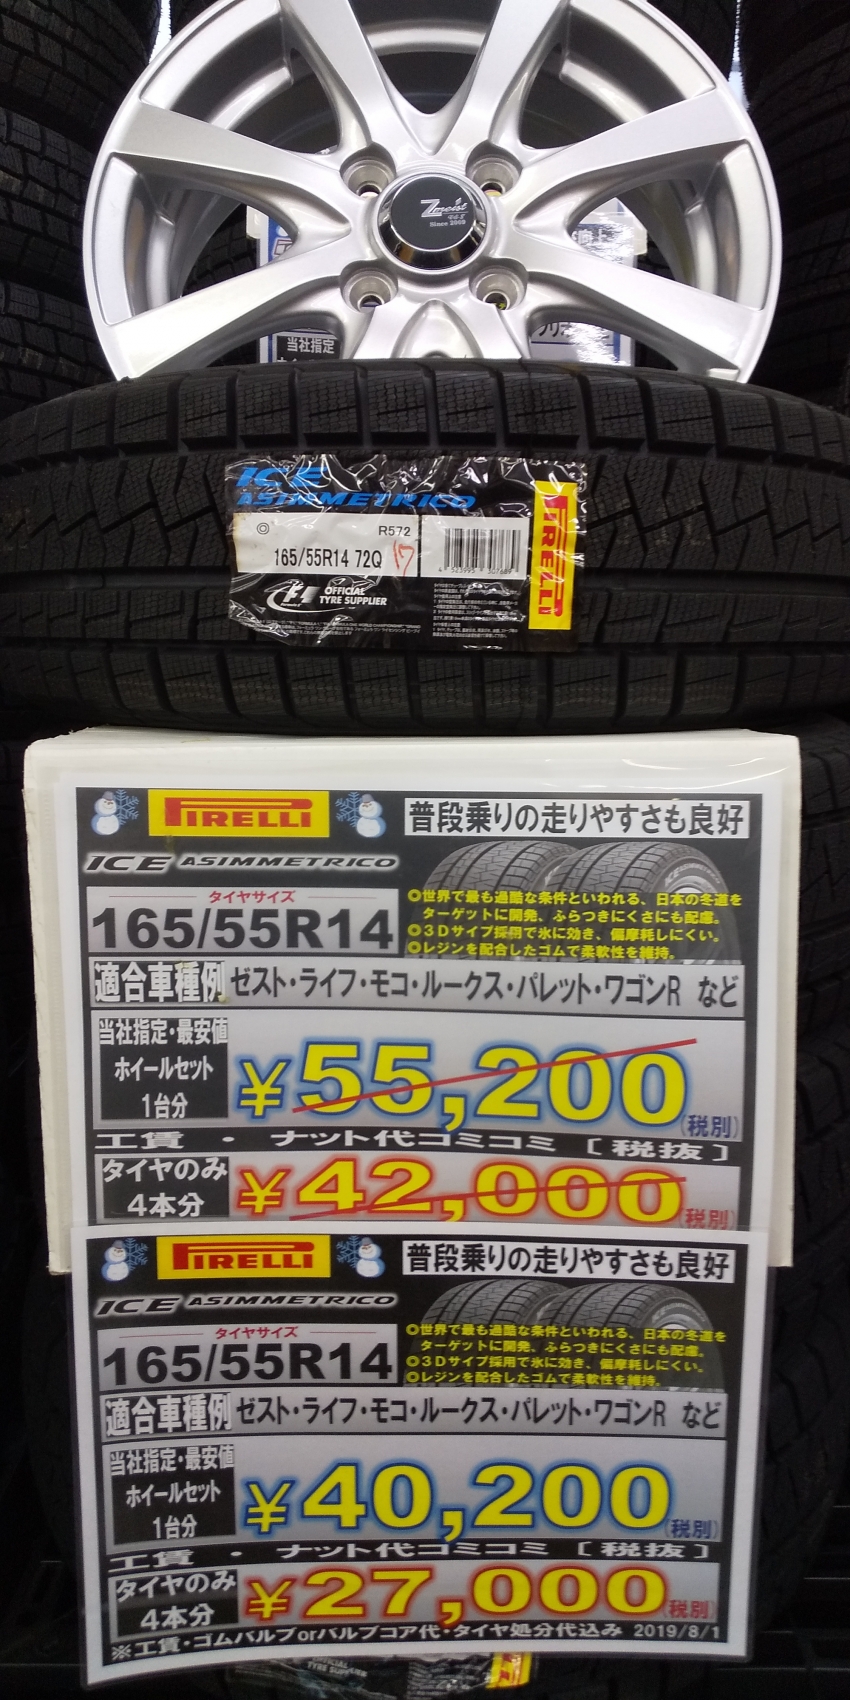 Zmeist
Since 2009
当社指定
ICE
ASIMMETRICO
R572
165/55R14 72Q
17
PIRELLI
F1 OFFICIAL
Formula 1 TYRE SUPPLIER
PIRELLI
普段乗りの走りやすさも良好
ICE ASIMMETRICO
タイヤサイズ
165/55R14
◎世界で最も過酷な条件といわれる、日本の冬道を
ターゲットに開発、ふらつきにくさにも配慮。
◎3Dサイプ採用で氷に効き、偏摩耗しにくい。
◎レジンを配合したゴムで柔軟性を維持。
適合車種例 ゼスト・ライフ・モコ・ルークス・パレット・ワゴンR など
当社指定・最安値
ホイールセット
1台分
¥55,200
(税別)
工賃 ・ ナット代コミコミ [税抜]
タイヤのみ
4本分
¥42,000
(税別)
PIRELLI
普段乗りの走りやすさも良好
ICE ASIMMETRICO
タイヤサイズ
165/55R14
◎世界で最も過酷な条件といわれる、日本の冬道を
ターゲットに開発、ふらつきにくさにも配慮。
◎3Dサイプ採用で氷に効き、偏摩耗しにくい。
◎レジンを配合したゴムで柔軟性を維持。
適合車種例 ゼスト・ライフ・モコ・ルークス・パレット・ワゴンR など
当社指定・最安値
ホイールセット
1台分
¥40,200
(税別)
工賃 ・ ナット代コミコミ [税抜]
タイヤのみ
4本分
¥27,000
(税別)
※工賃・ゴムバルブorバルブコア代・タイヤ処分代込み 2019/8/1
OFFICIAL
TYRE SUPPLIER